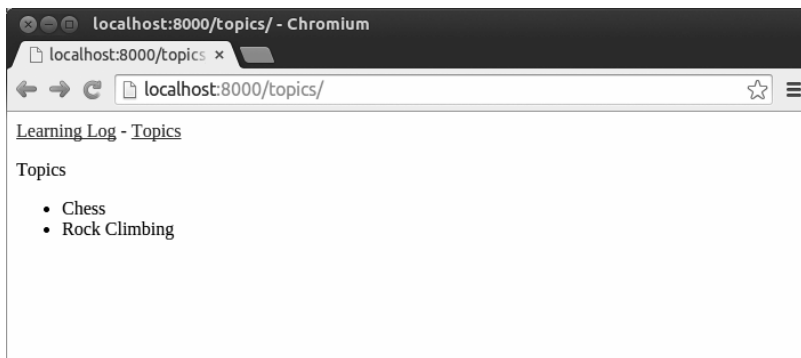 localhost:8000/topics/ - Chromium
localhost:8000/topics
localhost:8000/topics/
Learning Log - Topics
Topics
• Chess
• Rock Climbing